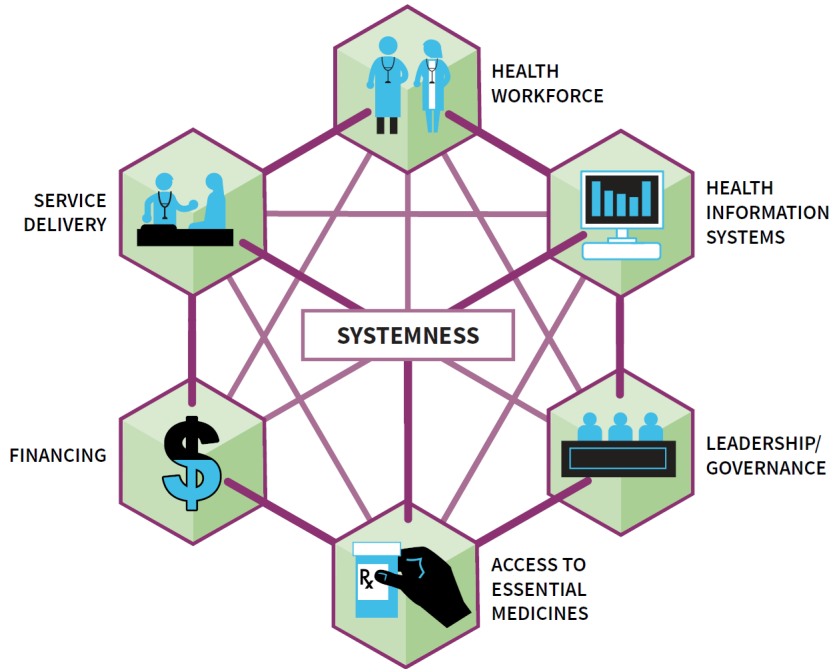 HEALTH
WORKFORCE
SERVICE
DELIVERY
HEALTH
INFORMATION
SYSTEMS
SYSTEMNESS
FINANCING
$
LEADERSHIP/
GOVERNANCE
Rx
ACCESS TO
ESSENTIAL
MEDICINES